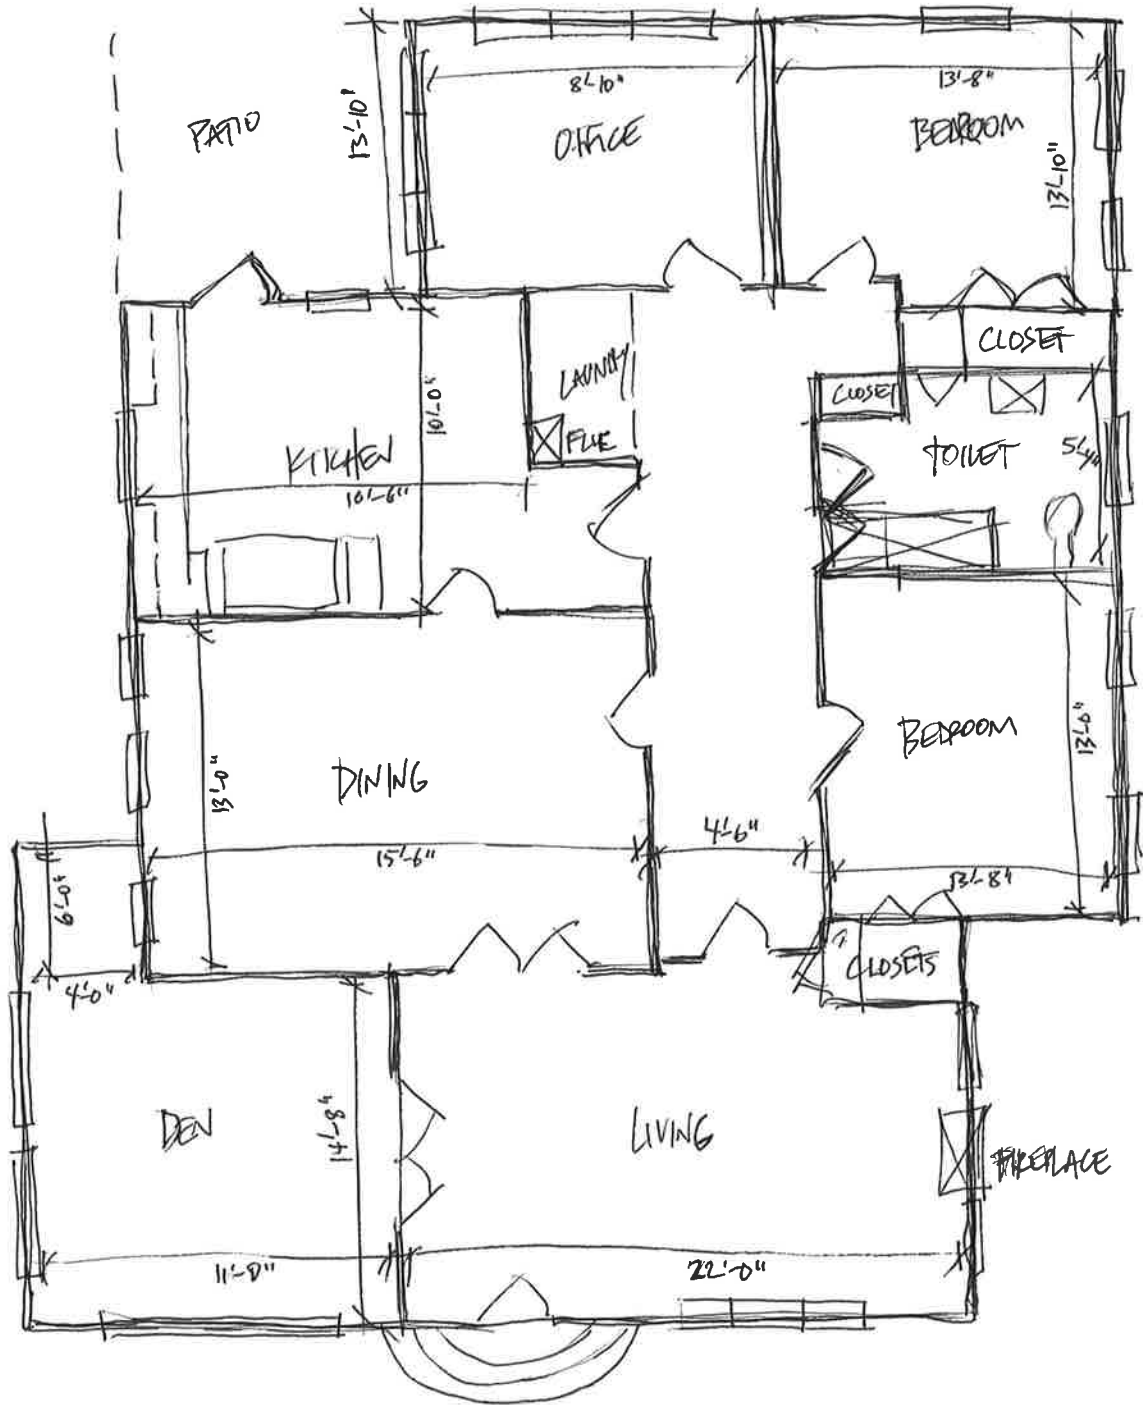 8'-10"
13'-8"
PATIO
13'-10'
OFFICE
BEDROOM
13'-10"
CLOSET
LAUNDRY
CLOSET
10'-0"
FLUE
KITCHEN
TOILET
5'-4"
10'-6"
BEDROOM
13'-0"
DINING
13'-0"
4'-6"
15'-6"
13'-8"
6'-0"
CLOSETS
4'-0"
DEN
14'-8"
LIVING
FIREPLACE
11'-0"
22'-0"